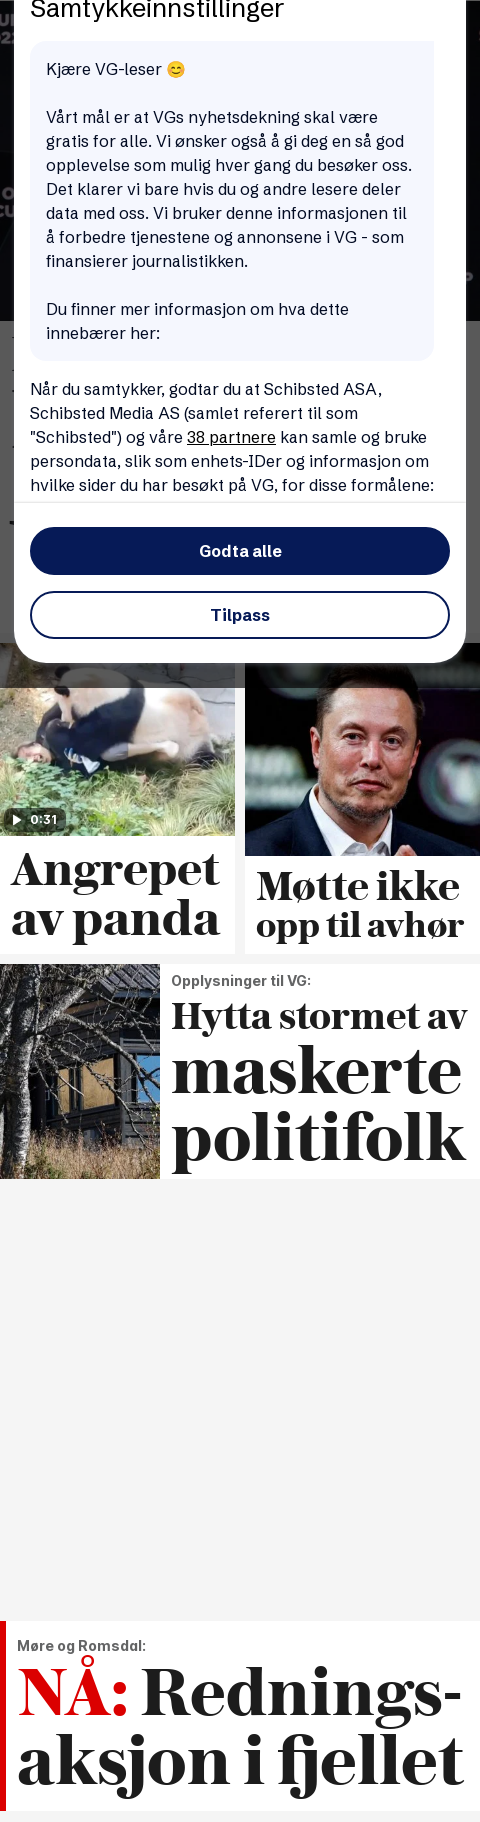 Samtykkeinnstillinger
Kjære VG-leser 😊
Vårt mål er at VGs nyhetsdekning skal være
gratis for alle. Vi ønsker også å gi deg en så god
opplevelse som mulig hver gang du besøker oss.
Det klarer vi bare hvis du og andre lesere deler
data med oss. Vi bruker denne informasjonen til
å forbedre tjenestene og annonsene i VG - som
finansierer journalistikken.
Du finner mer informasjon om hva dette
innebærer her:
Når du samtykker, godtar du at Schibsted ASA,
Schibsted Media AS (samlet referert til som
"Schibsted") og våre 38 partnere kan samle og bruke
persondata, slik som enhets-IDer og informasjon om
hvilke sider du har besøkt på VG, for disse formålene:
Godta alle
Tilpass
0:31
Angrepet
av panda
Møtte ikke
opp til avhør
Opplysninger til VG:
Hytta stormet av
maskerte
politifolk
Møre og Romsdal:
NÅ: Rednings-
aksjon i fjellet